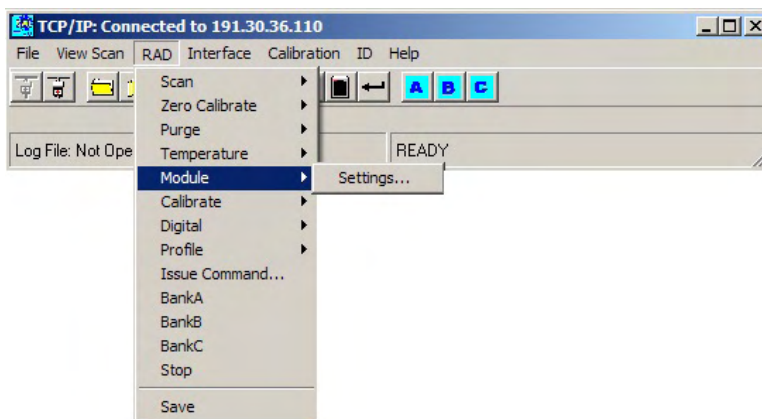 TCP/IP: Connected to 191.30.36.110
File View Scan RAD Interface Calibration ID Help
A B C
Log File: Not Ope
READY
Scan
Zero Calibrate
Purge
Temperature
Module
Settings...
Calibrate
Digital
Profile
Issue Command...
BankA
BankB
BankC
Stop
Save